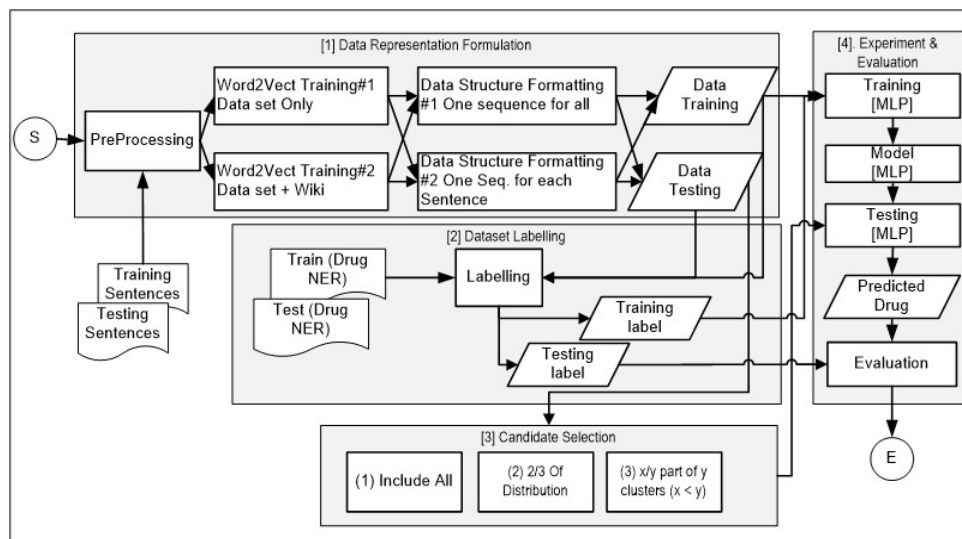 [1] Data Representation Formulation
S
PreProcessing
Word2Vect Training#1
Data set Only
Word2Vect Training#2
Data set + Wiki
Data Structure Formatting
#1 One sequence for all
Data Structure Formatting
#2 One Seq. for each
Sentence
Data
Training
Data
Testing
Training
Sentences
Testing
Sentences
[2] Dataset Labelling
Train (Drug
NER)
Test (Drug
NER)
Labelling
Training
label
Testing
label
[3] Candidate Selection
(1) Include All
(2) 2/3 Of
Distribution
(3) x/y part of y
clusters (x < y)
[4]. Experiment &
Evaluation
Training
[MLP]
Model
[MLP]
Testing
[MLP]
Predicted
Drug
Evaluation
E